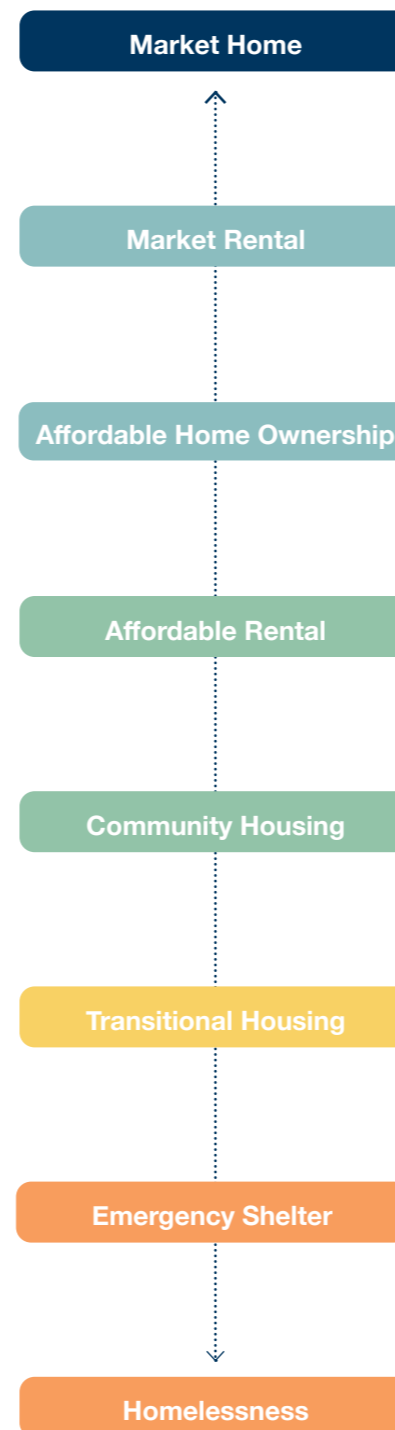 Market Home
Market Rental
Affordable Home Ownership
Affordable Rental
Community Housing
Transitional Housing
Emergency Shelter
Homelessness